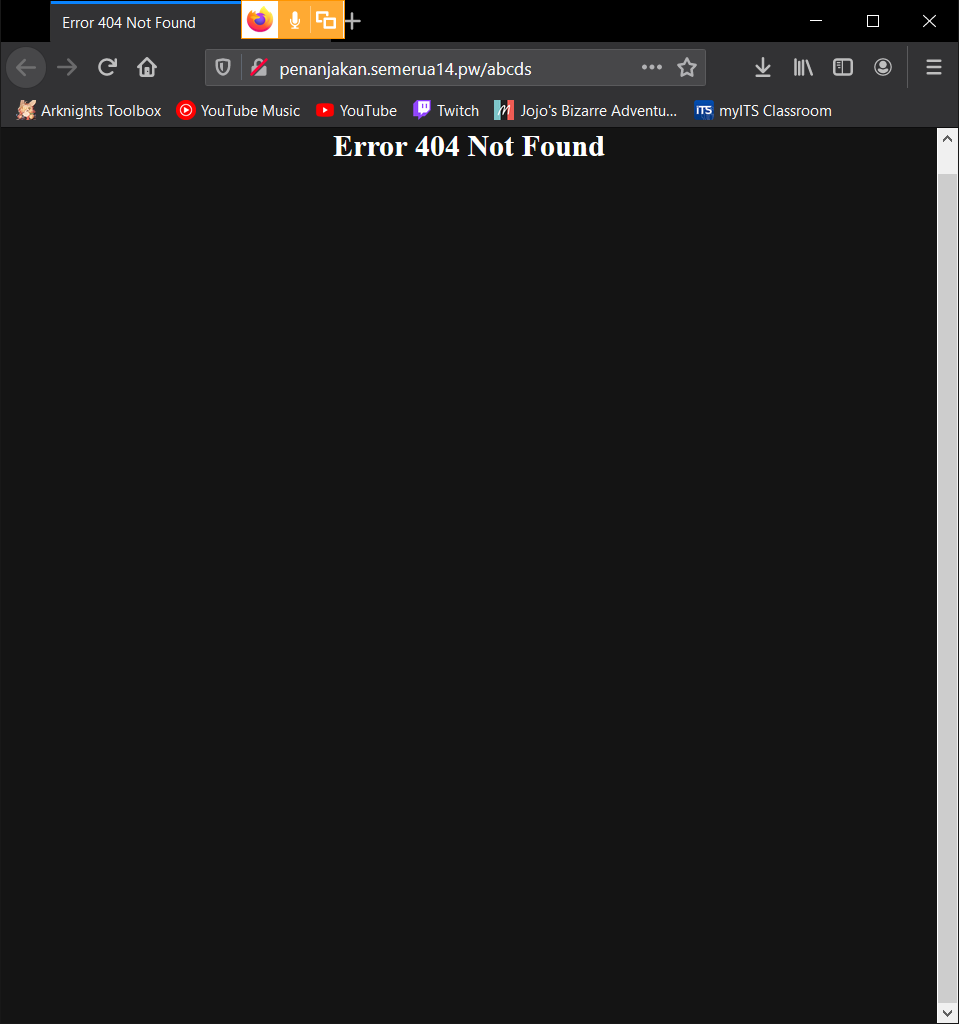 Error 404 Not Found
penanjakan.semerua14.pw/abcds
Arknights Toolbox YouTube Music YouTube Twitch Jojo's Bizarre Adventu... ITS myITS Classroom
Error 404 Not Found